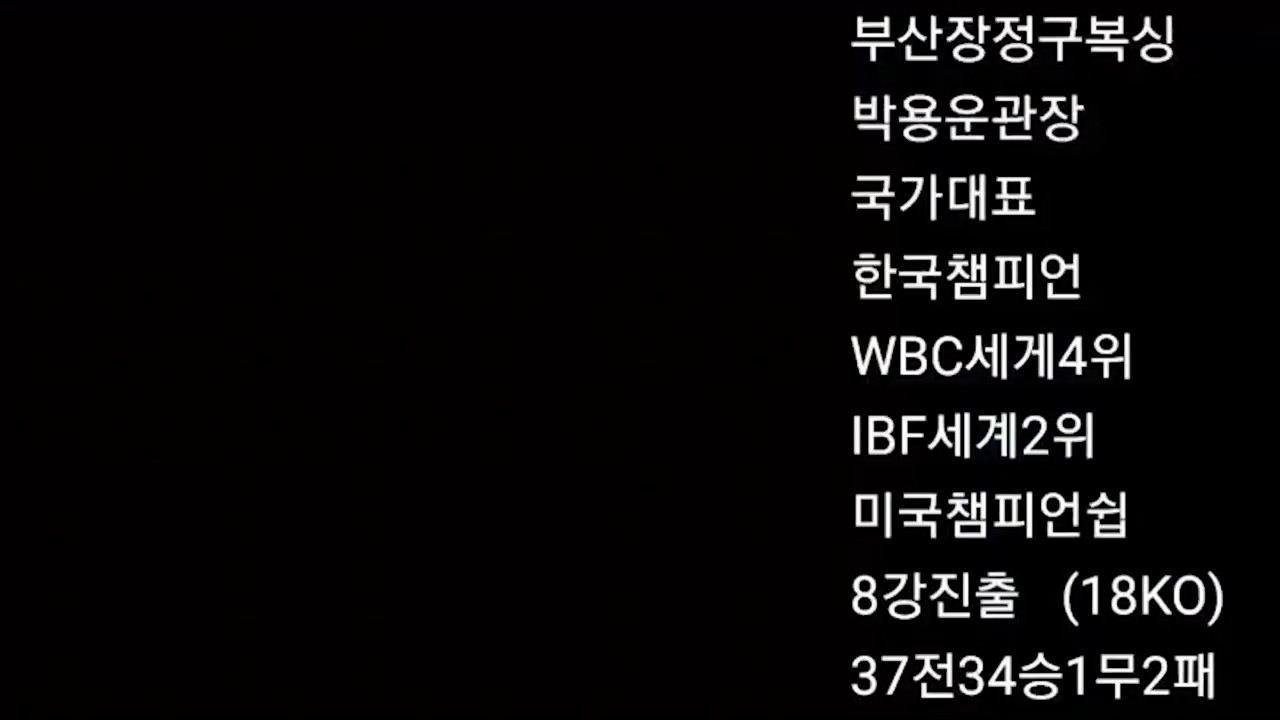 부산장정구복싱
박용운관장
국가대표
한국챔피언
WBC세게4위
IBF세계2위
미국챔피언쉽
8강진출 (18KO)
37전34승1무2패